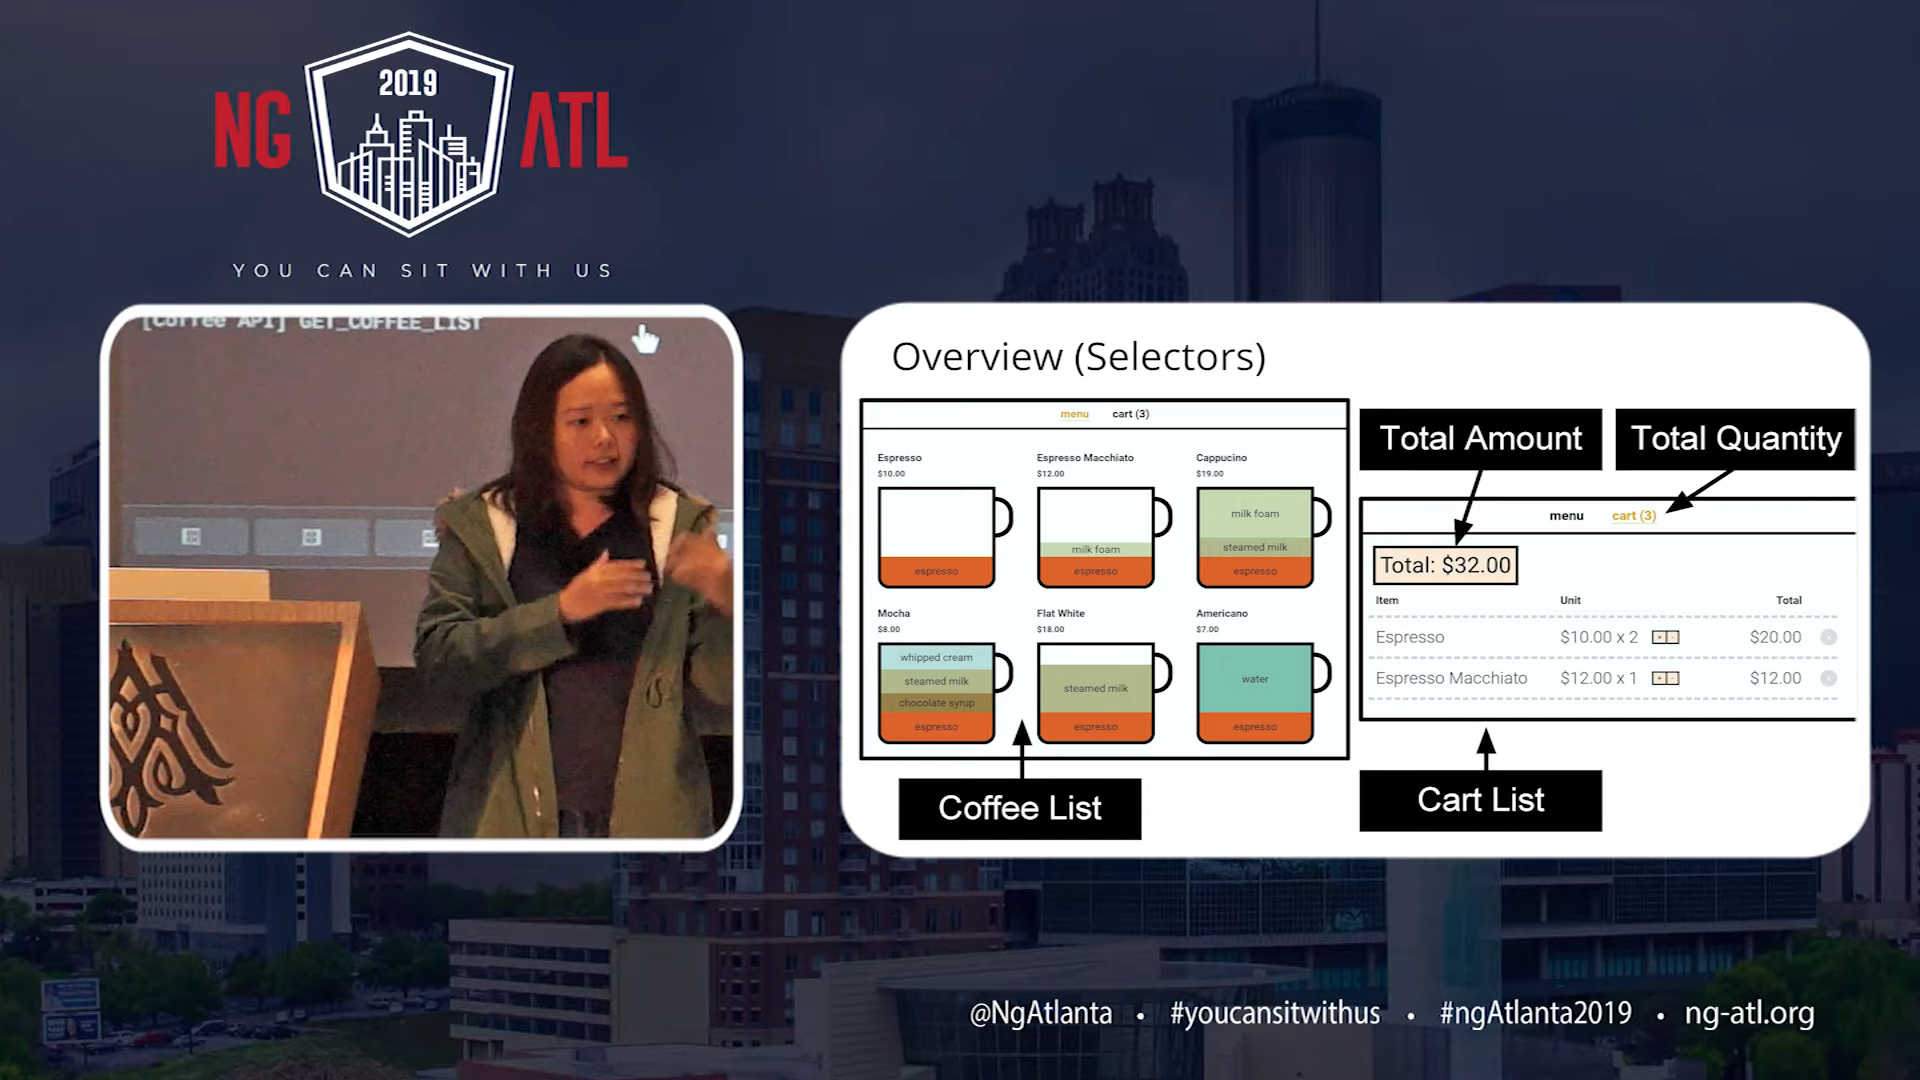 2019
NG ATL
YOU CAN SIT WITH US
[Coffee API] GET_COFFEE_LIST
Overview (Selectors)
menu cart (3)
Espresso
$10.00
espresso
Espresso Macchiato
$12.00
milk foam
espresso
Cappucino
$19.00
milk foam
steamed milk
espresso
Mocha
$8.00
whipped cream
steamed milk
chocolate syrup
espresso
Flat White
$18.00
steamed milk
espresso
Americano
$7.00
water
espresso
Coffee List
Total Amount
Total Quantity
menu cart (3)
Total: $32.00
Item Unit Total
Espresso $10.00 x 2 + - $20.00 x
Espresso Macchiato $12.00 x 1 + - $12.00 x
Cart List
@NgAtlanta • #youcansitwithus • #ngAtlanta2019 • ng-atl.org